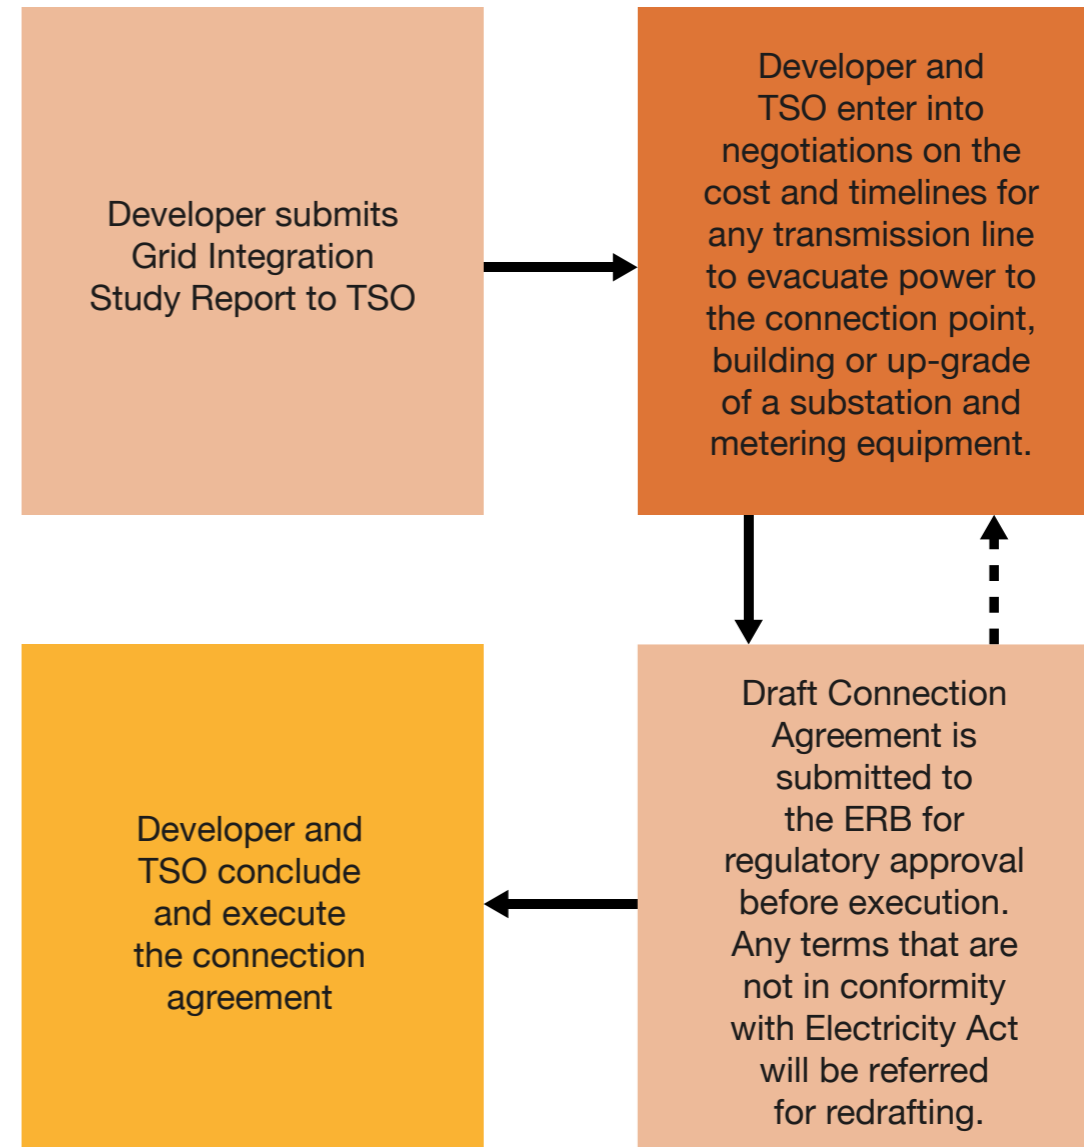 Developer submits
Grid Integration
Study Report to TSO
Developer and
TSO enter into
negotiations on the
cost and timelines for
any transmission line
to evacuate power to
the connection point,
building or up-grade
of a substation and
metering equipment.
Draft Connection
Agreement is
submitted to
the ERB for
regulatory approval
before execution.
Any terms that are
not in conformity
with Electricity Act
will be referred
for redrafting.
Developer and
TSO conclude
and execute
the connection
agreement